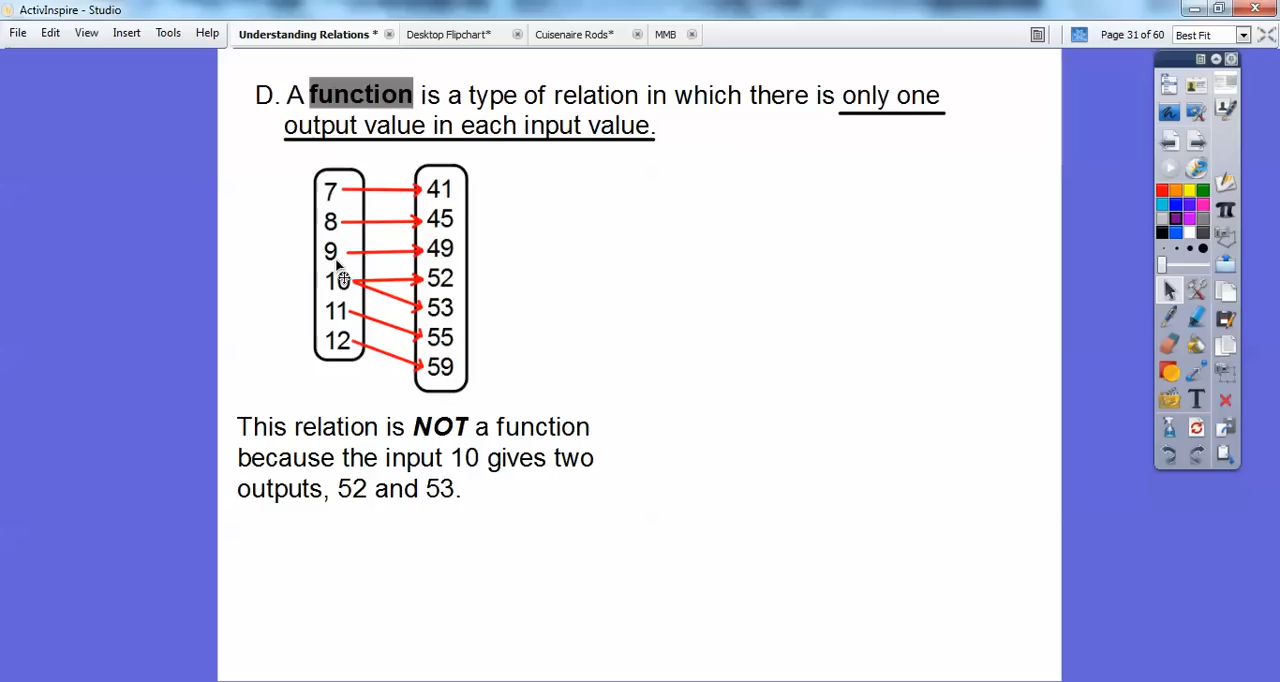 ActivInspire - Studio
File Edit View Insert Tools Help
Understanding Relations * Desktop Flipchart* Cuisenaire Rods* MMB
Page 31 of 60 Best Fit
D. A function is a type of relation in which there is only one
output value in each input value.
7 41
8 45
9 49
10 52
53
11 55
12 59
This relation is NOT a function
because the input 10 gives two
outputs, 52 and 53.